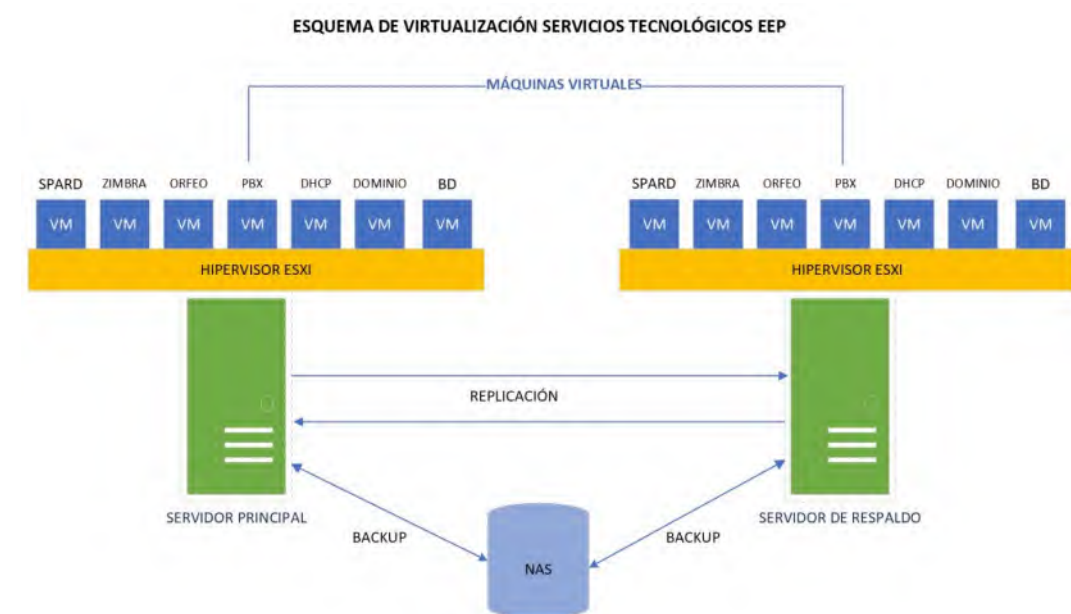 ESQUEMA DE VIRTUALIZACIÓN SERVICIOS TECNOLÓGICOS EEP
MÁQUINAS VIRTUALES
SPARD ZIMBRA ORFEO PBX DHCP DOMINIO BD
VM VM VM VM VM VM VM
HIPERVISOR ESXI
SPARD ZIMBRA ORFEO PBX DHCP DOMINIO BD
VM VM VM VM VM VM VM
HIPERVISOR ESXI
REPLICACIÓN
SERVIDOR PRINCIPAL
SERVIDOR DE RESPALDO
BACKUP
BACKUP
NAS